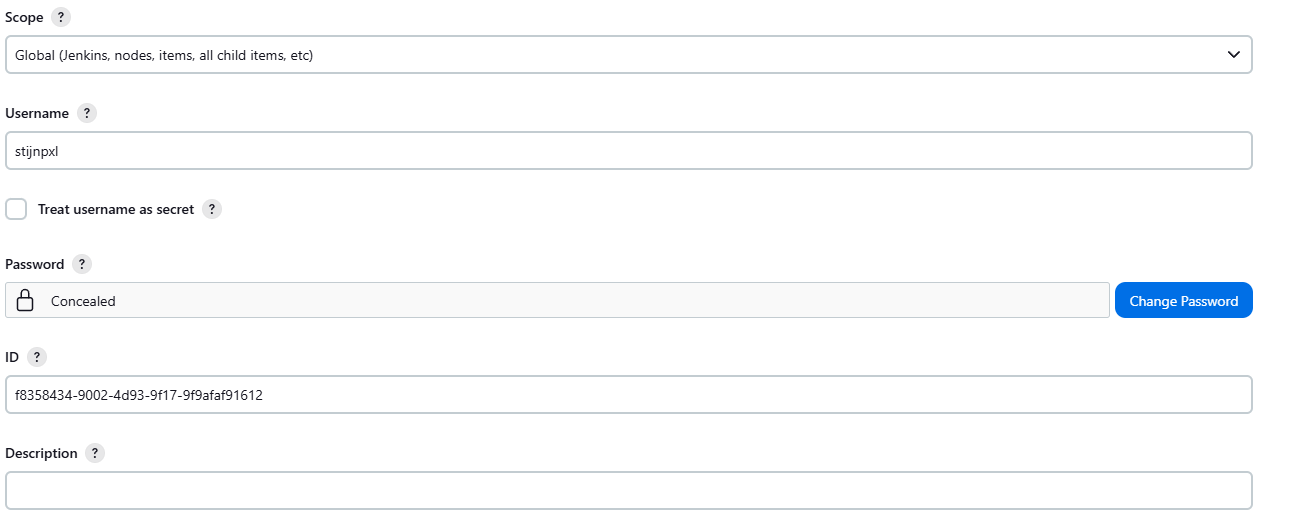 Scope ?
Global (Jenkins, nodes, items, all child items, etc)
Username ?
stijnpxl
Treat username as secret ?
Password ?
Concealed
Change Password
ID ?
f8358434-9002-4d93-9f17-9f9afaf91612
Description ?